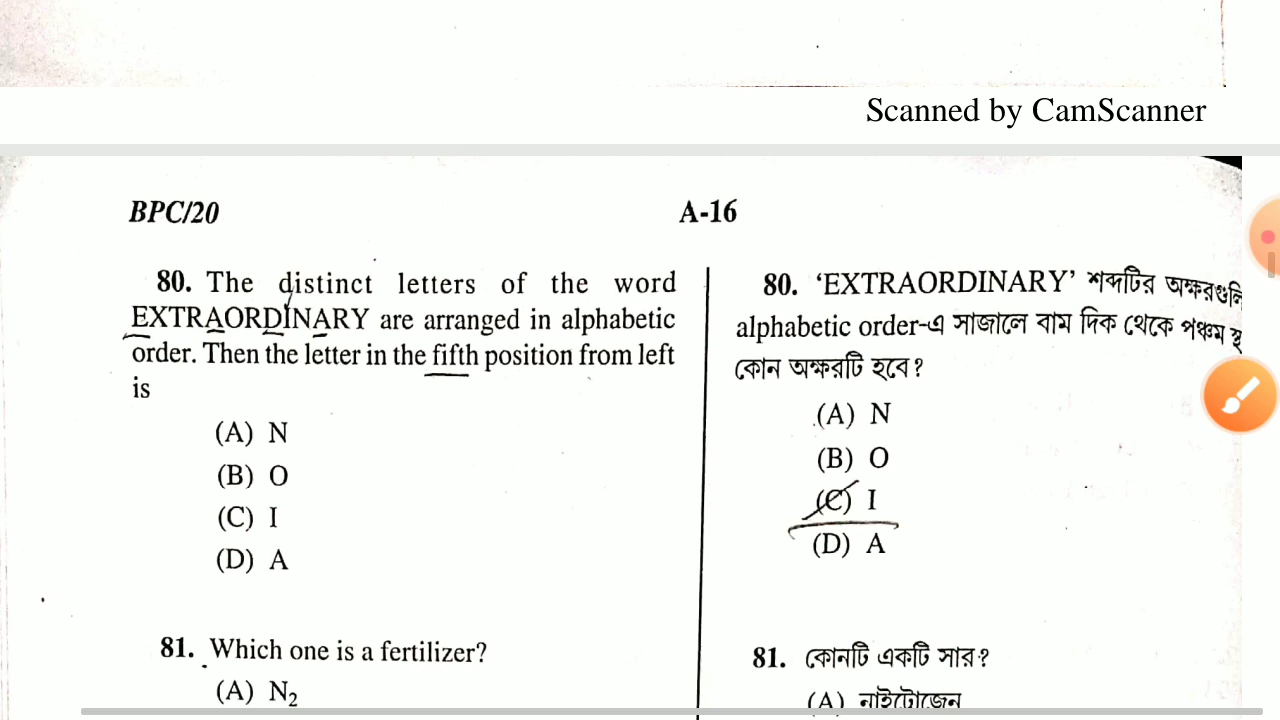 Scanned by CamScanner
BPC/20
A-16
80. The distinct letters of the word
EXTRAORDINARY are arranged in alphabetic
order. Then the letter in the fifth position from left
is
(A) N
(B) O
(C) I
(D) A
81. Which one is a fertilizer?
(A) N₂
80. 'EXTRAORDINARY' শব্দটির অক্ষরগুলি
alphabetic order-এ সাজালে বাম দিক থেকে পঞ্চম
কোন অক্ষরটি হবে?
(A) N
(B) O
(C) I
(D) A
81. কোনটি একটি সার?
(A) নাইট্রোজেন